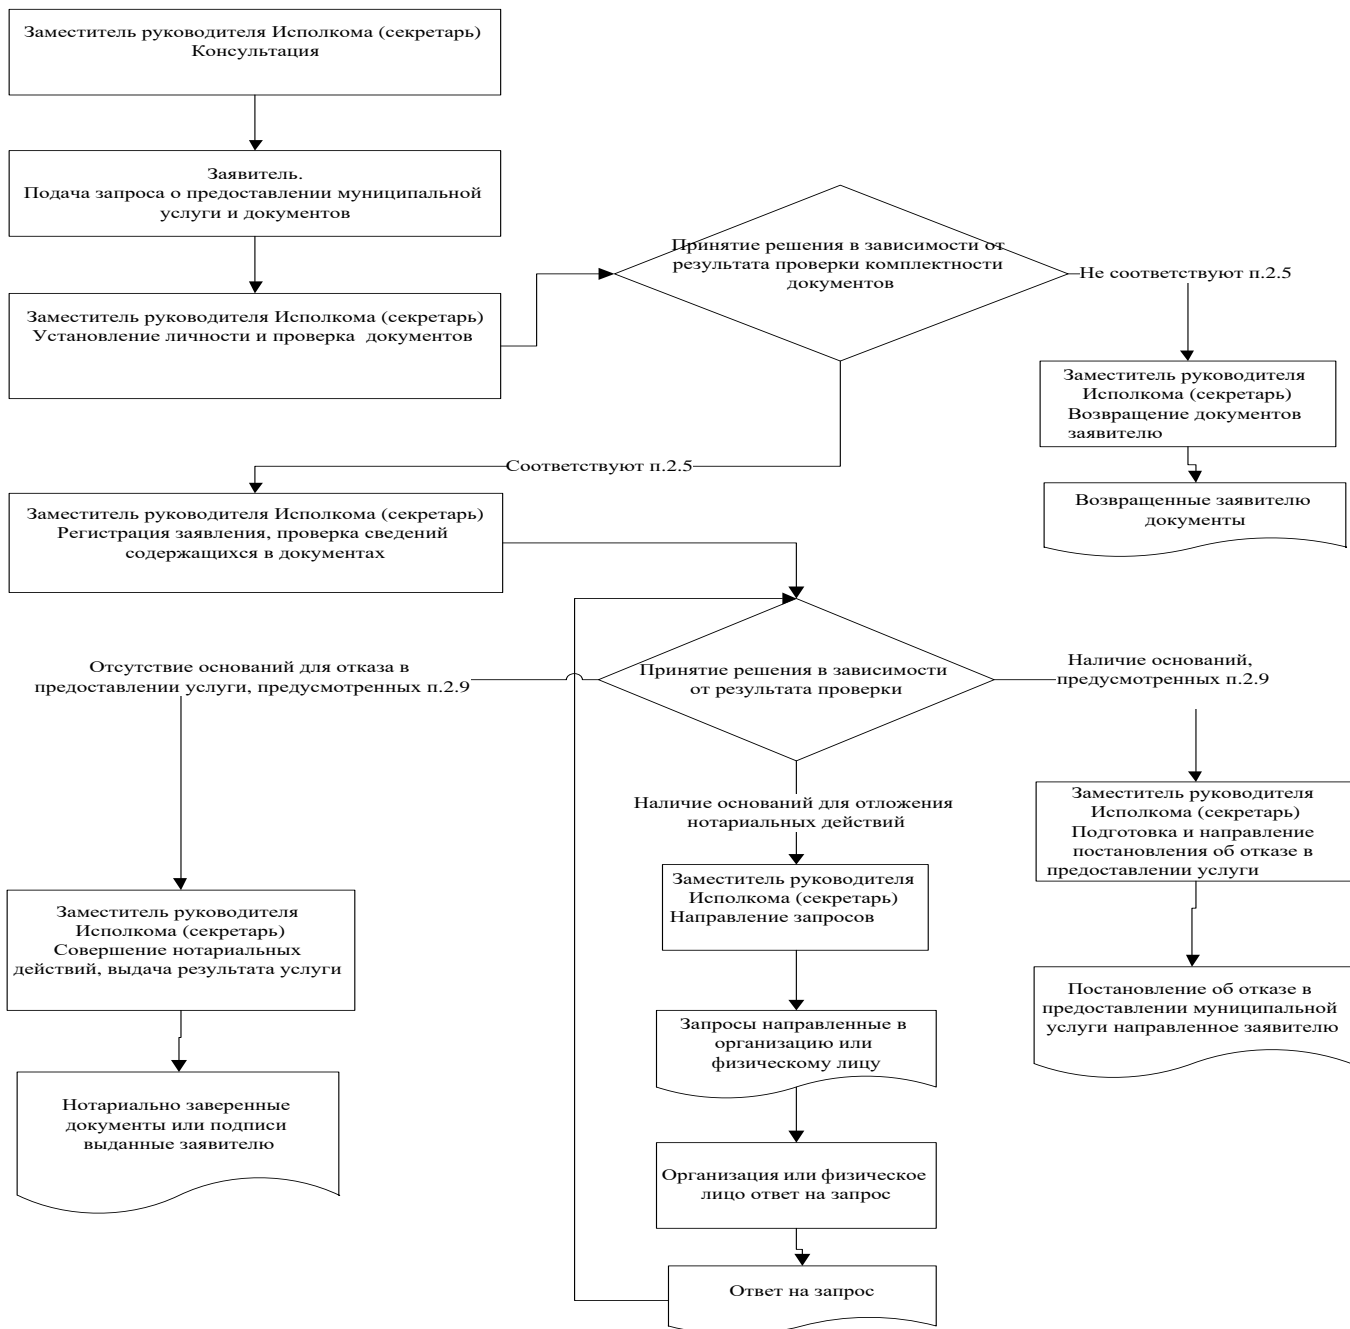 Заместитель руководителя Исполкома (секретарь)
Консультация
Заявитель.
Подача запроса о предоставлении муниципальной
услуги и документов
Заместитель руководителя Исполкома (секретарь)
Установление личности и проверка документов
Принятие решения в зависимости от
результата проверки комплектности
документов
Не соответствуют п.2.5
Заместитель руководителя
Исполкома (секретарь)
Возвращение документов
заявителю
Возвращенные заявителю
документы
Соответствуют п.2.5
Заместитель руководителя Исполкома (секретарь)
Регистрация заявления, проверка сведений
содержащихся в документах
Принятие решения в зависимости
от результата проверки
Отсутствие оснований для отказа в
предоставлении услуги, предусмотренных п.2.9
Наличие оснований,
предусмотренных п.2.9
Наличие оснований для отложения
нотариальных действий
Заместитель руководителя
Исполкома (секретарь)
Подготовка и направление
постановления об отказе в
предоставлении услуги
Заместитель руководителя
Исполкома (секретарь)
Направление запросов
Заместитель руководителя
Исполкома (секретарь)
Совершение нотариальных
действий, выдача результата услуги
Постановление об отказе в
предоставлении муниципальной
услуги направленное заявителю
Запросы направленные в
организацию или
физическому лицу
Нотариально заверенные
документы или подписи
выданные заявителю
Организация или физическое
лицо ответ на запрос
Ответ на запрос